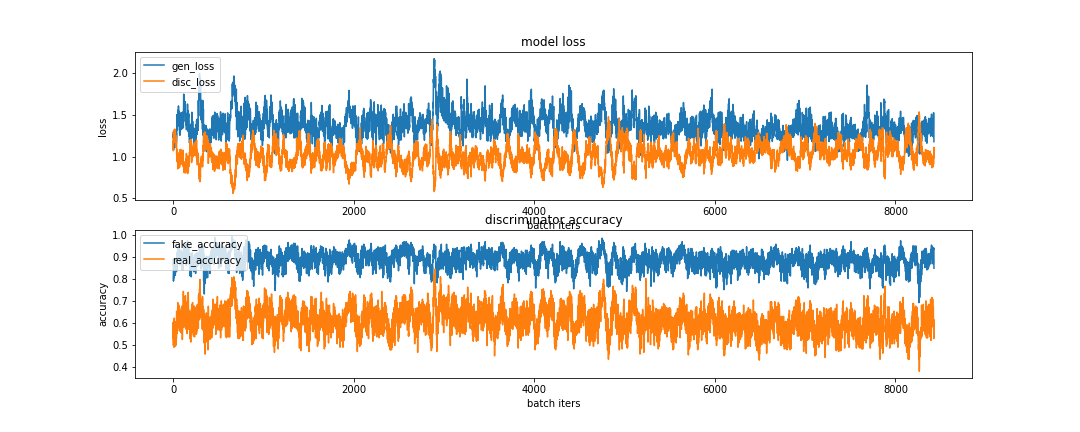 model loss
gen_loss
disc_loss
loss
2.0
1.5
1.0
0.5
0 2000 4000 6000 8000
batch iters
discriminator accuracy
fake_accuracy
real_accuracy
accuracy
1.0
0.9
0.8
0.7
0.6
0.5
0.4
0 2000 4000 6000 8000
batch iters